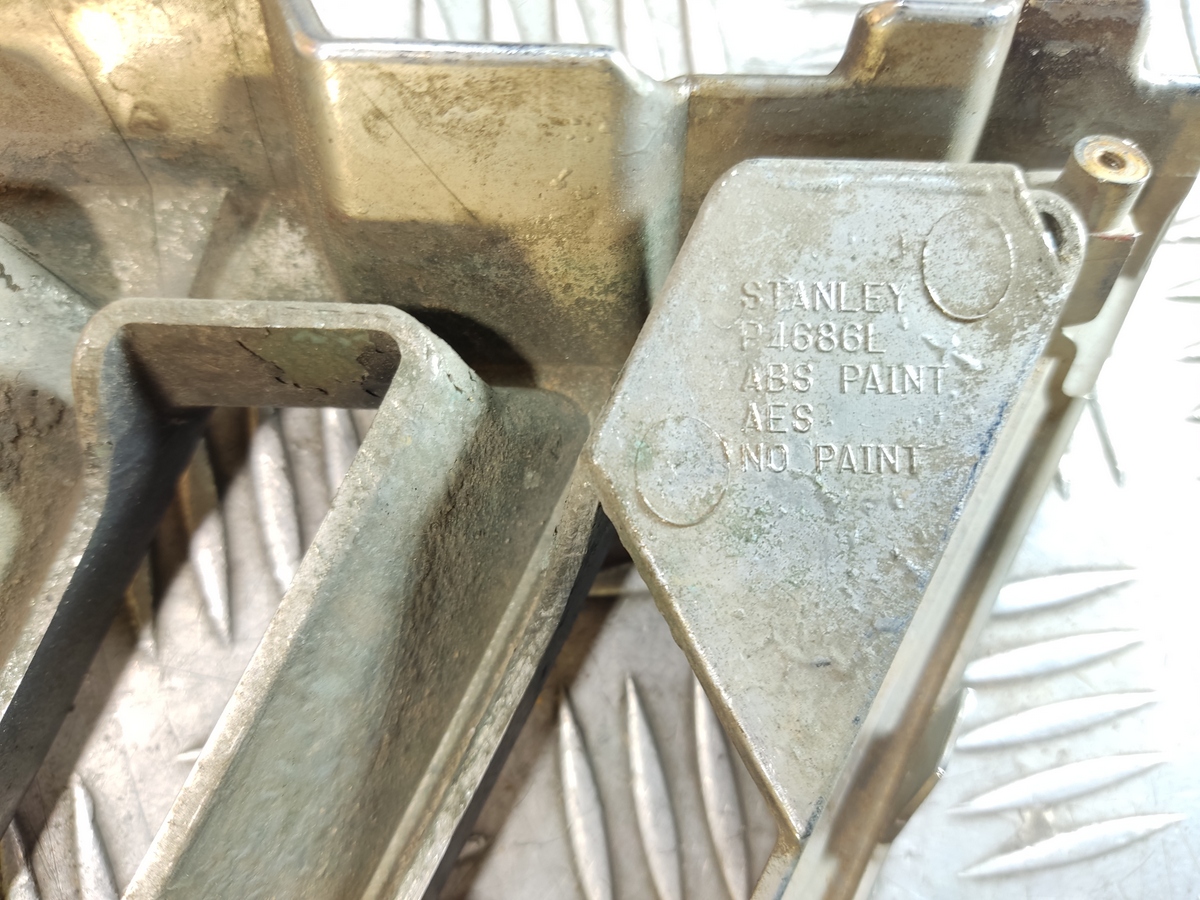 STANLEY
P4686L
ABS PAINT
AES
NO PAINT